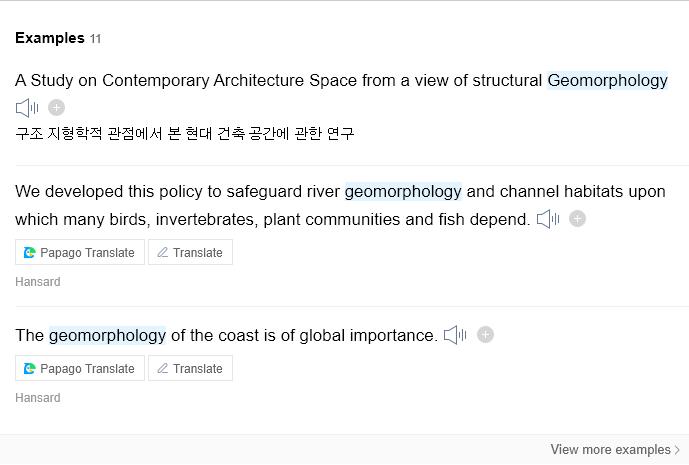 Examples 11
A Study on Contemporary Architecture Space from a view of structural Geomorphology
구조 지형학적 관점에서 본 현대 건축 공간에 관한 연구
We developed this policy to safeguard river geomorphology and channel habitats upon
which many birds, invertebrates, plant communities and fish depend.
Papago Translate Translate
Hansard
The geomorphology of the coast is of global importance.
Papago Translate Translate
Hansard
View more examples